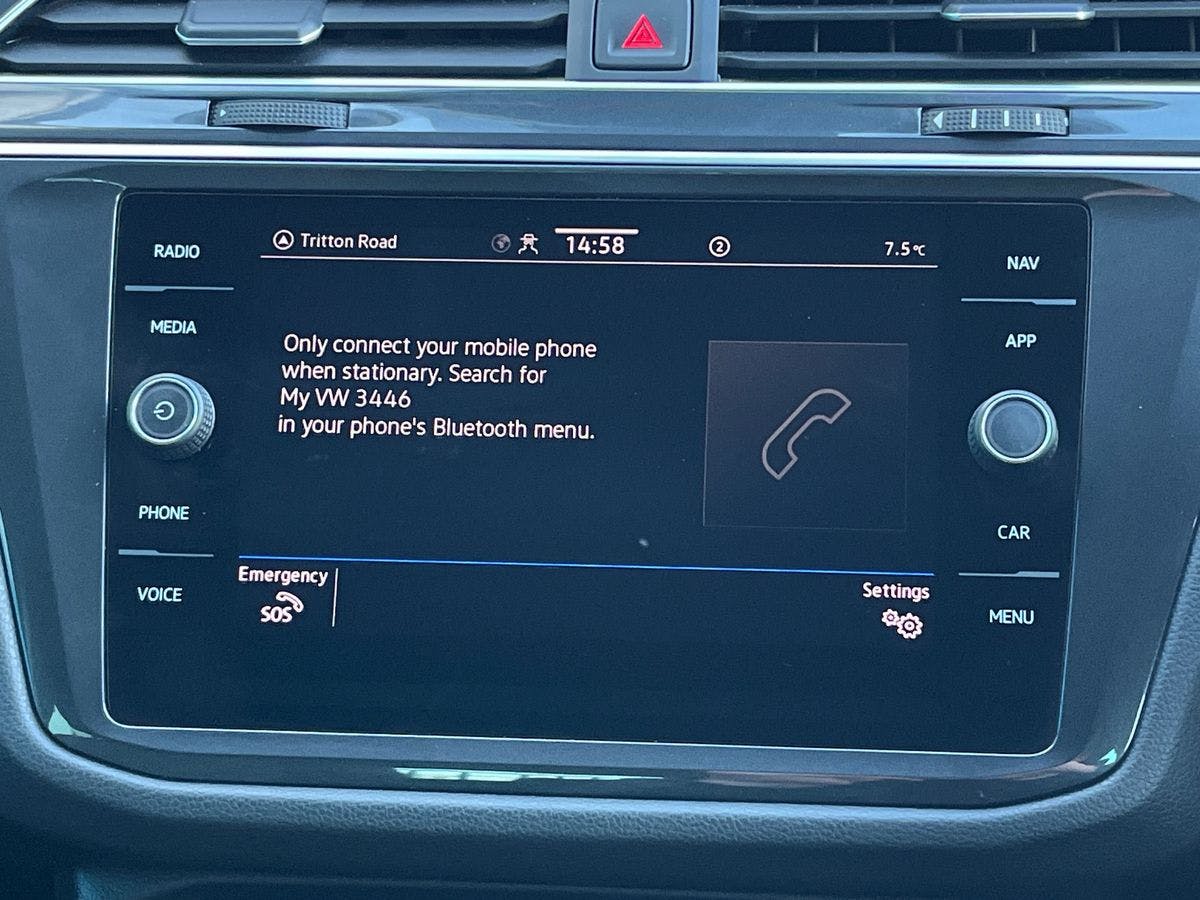 RADIO
Tritton Road
14:58
2
7.5°C
NAV
MEDIA
APP
Only connect your mobile phone
when stationary. Search for
My VW 3446
in your phone's Bluetooth menu.
PHONE
CAR
Emergency
SOS
Settings
VOICE
MENU